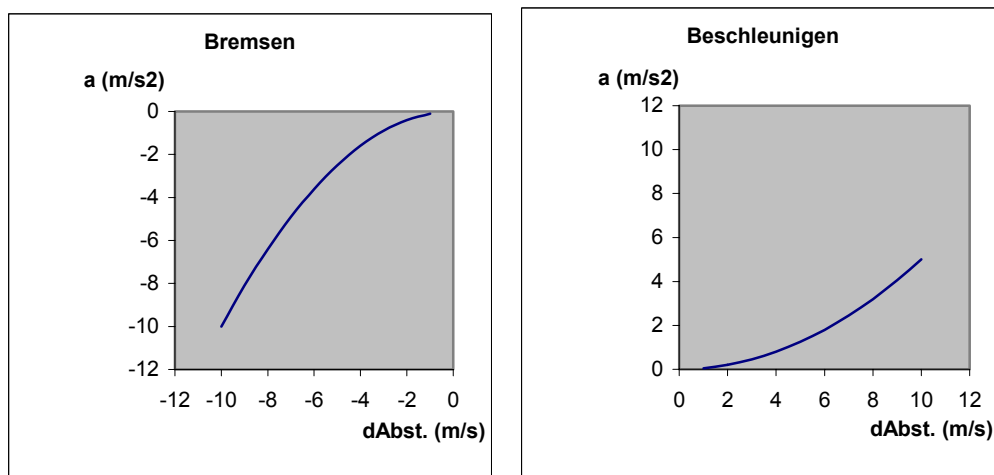 Bremsen
a (m/s2)
0
-2
-4
-6
-8
-10
-12
-12 -10 -8 -6 -4 -2 0
dAbst. (m/s)
Beschleunigen
a (m/s2)
12
10
8
6
4
2
0
0 2 4 6 8 10 12
dAbst. (m/s)